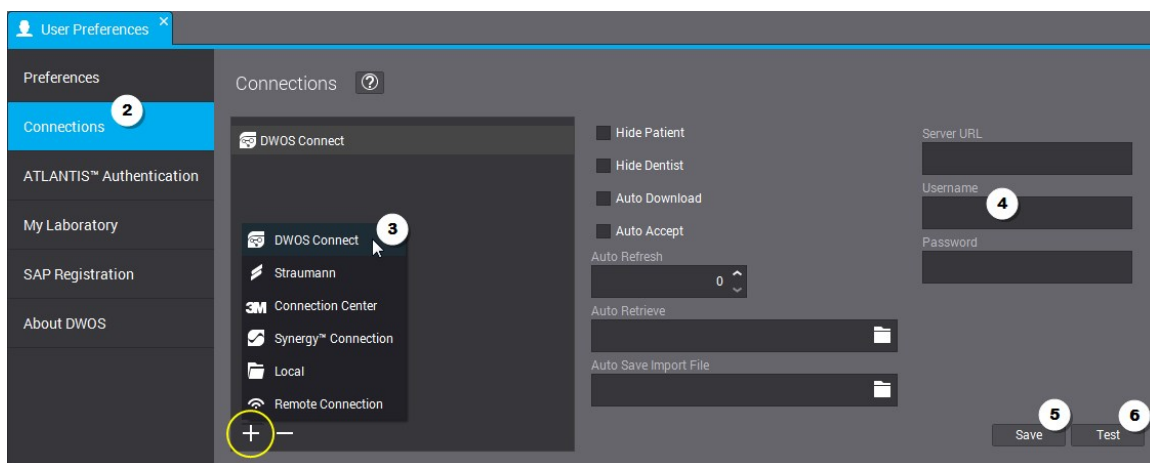 User Preferences
Preferences
Connections
2
ATLANTIS™ Authentication
My Laboratory
SAP Registration
About DWOS
Connections
?
DWOS Connect
DWOS Connect
3
Straumann
3M Connection Center
Synergy™ Connection
Local
Remote Connection
Hide Patient
Hide Dentist
Auto Download
Auto Accept
Auto Refresh
0
Auto Retrieve
Auto Save Import File
Server URL
Username
4
Password
5
6
Save
Test